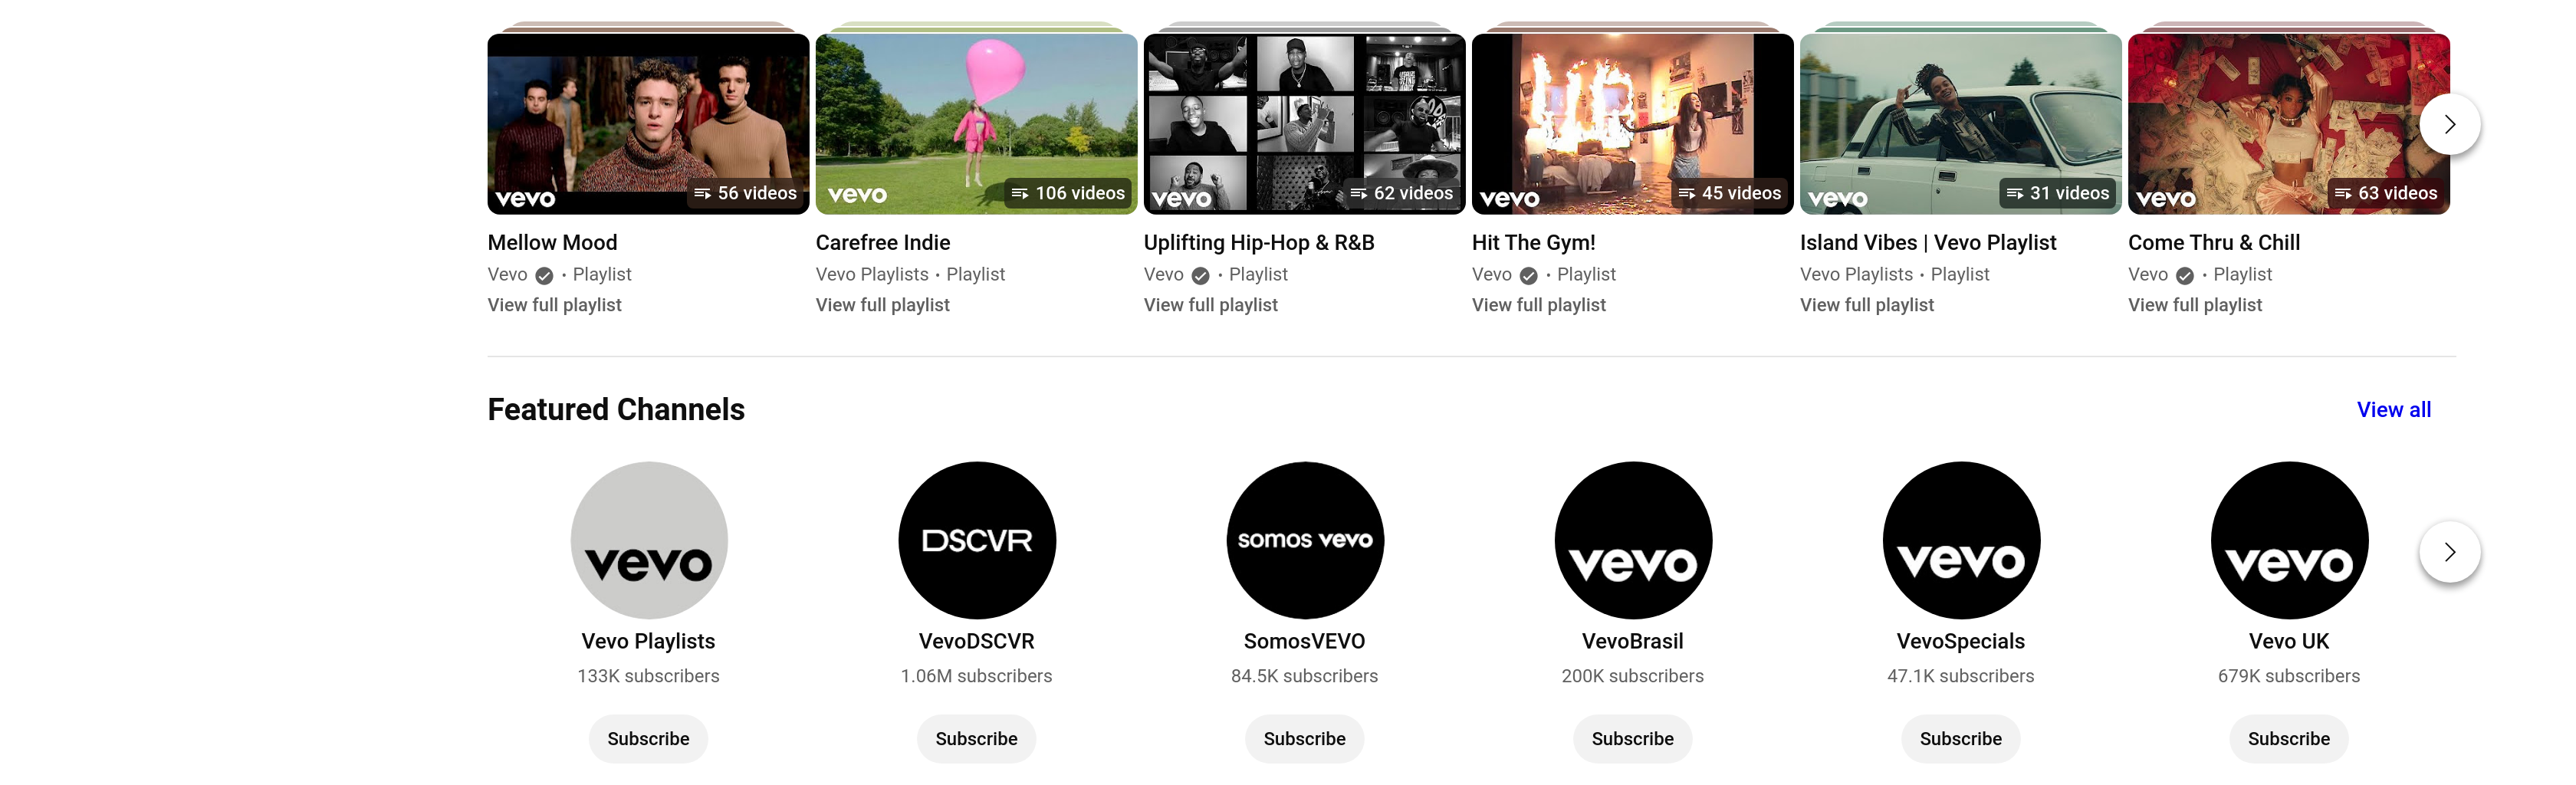 vevo
56 videos
vevo
106 videos
vevo
62 videos
vevo
45 videos
vevo
31 videos
vevo
63 videos
Mellow Mood
Vevo • Playlist
View full playlist
Carefree Indie
Vevo Playlists • Playlist
View full playlist
Uplifting Hip-Hop & R&B
Vevo • Playlist
View full playlist
Hit The Gym!
Vevo • Playlist
View full playlist
Island Vibes | Vevo Playlist
Vevo Playlists • Playlist
View full playlist
Come Thru & Chill
Vevo • Playlist
View full playlist
Featured Channels
View all
vevo
Vevo Playlists
133K subscribers
Subscribe
DSCVR
VevoDSCVR
1.06M subscribers
Subscribe
somos vevo
SomosVEVO
84.5K subscribers
Subscribe
vevo
VevoBrasil
200K subscribers
Subscribe
vevo
VevoSpecials
47.1K subscribers
Subscribe
vevo
Vevo UK
679K subscribers
Subscribe